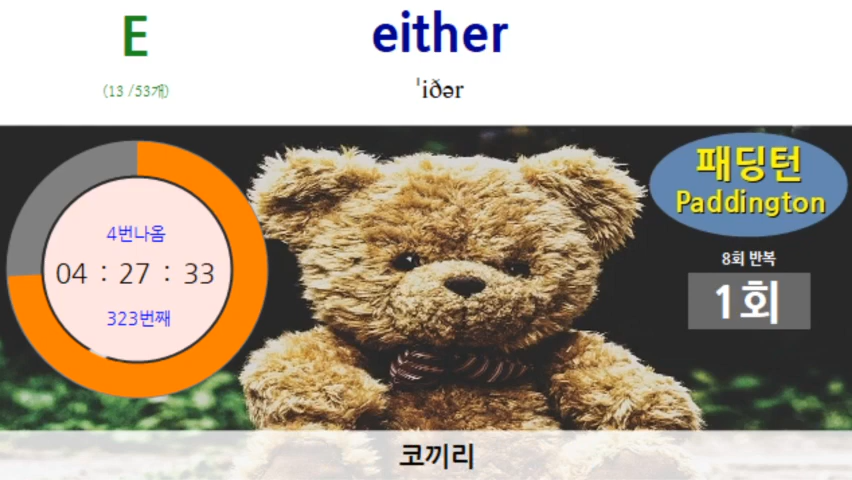 E
either
(13 /53개)
ˈiðər
패딩턴
Paddington
4번나옴
04 : 27 : 33
323번째
8회 반복
1회
코끼리